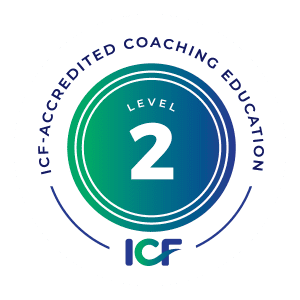 ICF-ACCREDITED COACHING EDUCATION
LEVEL
2
ICF